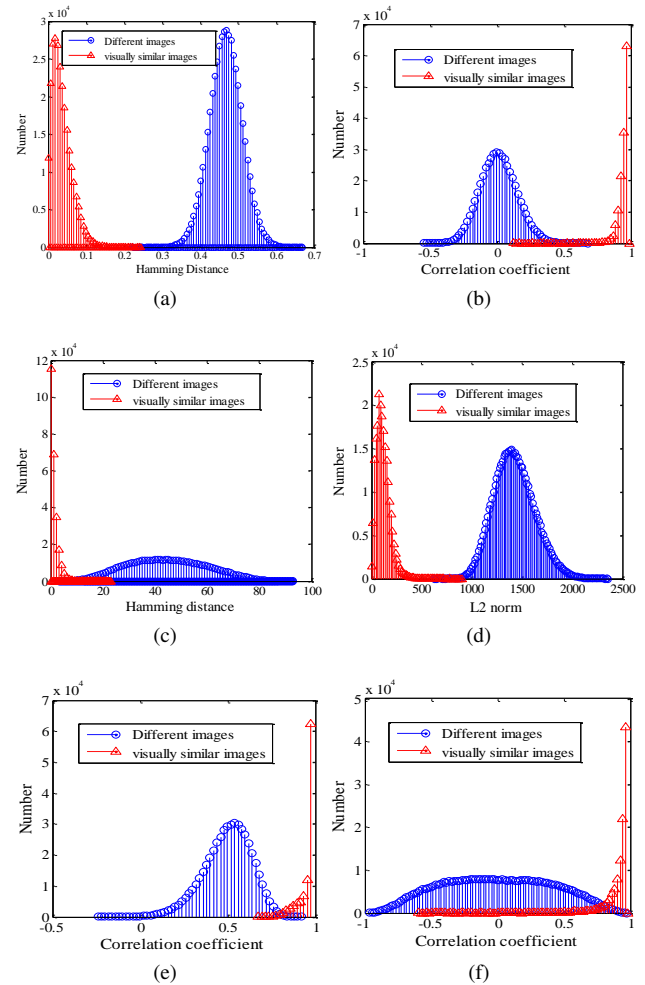 x 10^4
3
2.5
2
1.5
1
0.5
0
Number
Different images
visually similar images
0 0.1 0.2 0.3 0.4 0.5 0.6 0.7
Hamming Distance
(a)
x 10^4
7
6
5
4
3
2
1
0
Number
Different images
visually similar images
-1 -0.5 0 0.5 1
Correlation coefficient
(b)
x 10^4
12
10
8
6
4
2
0
Number
Different images
visually similar images
0 20 40 60 80 100
Hamming distance
(c)
x 10^4
2.5
2
1.5
1
0.5
0
Number
Different images
visually similar images
0 500 1000 1500 2000 2500
L2 norm
(d)
x 10^4
7
6
5
4
3
2
1
0
Number
Different images
visually similar images
-0.5 0 0.5 1
Correlation coefficient
(e)
x 10^4
5
4
3
2
1
0
Number
Different images
visually similar images
-1 -0.5 0 0.5 1
Correlation coefficient
(f)